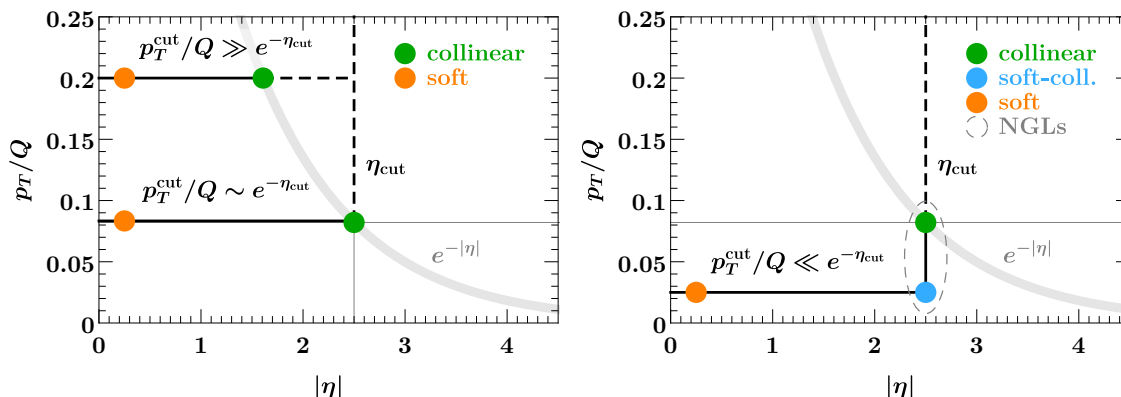 0.25
0.2
0.15
0.1
0.05
0
p_T/Q
p_T^cut/Q ≫ e^{-η_cut}
collinear
soft
η_cut
p_T^cut/Q ∼ e^{-η_cut}
e^{-|η|}
0 1 2 3 4
|η|
0.25
0.2
0.15
0.1
0.05
0
p_T/Q
collinear
soft-coll.
soft
NGLs
η_cut
p_T^cut/Q ≪ e^{-η_cut}
e^{-|η|}
0 1 2 3 4
|η|